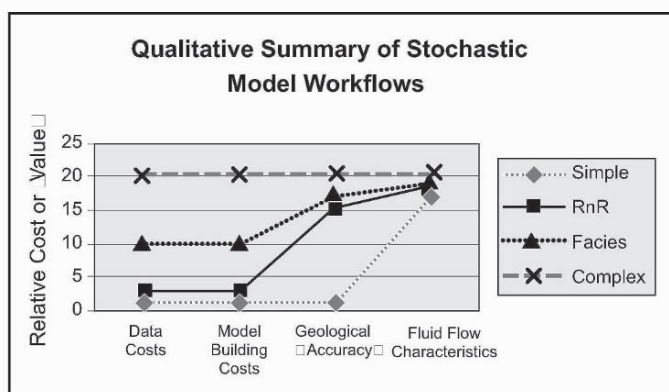 Qualitative Summary of Stochastic
Model Workflows
Relative Cost or □Value□
25
20
15
10
5
0
Data
Costs
Model
Building
Costs
Geological
□Accuracy□
Fluid Flow
Characteristics
Simple
RnR
Facies
Complex